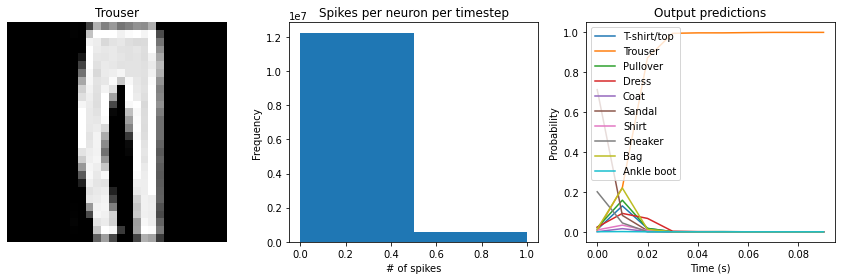 Trouser
Spikes per neuron per timestep
1e7
1.2
1.0
0.8
0.6
0.4
0.2
0.0
Frequency
0.0 0.2 0.4 0.6 0.8 1.0
# of spikes
Output predictions
1.0
0.8
0.6
0.4
0.2
0.0
Probability
T-shirt/top
Trouser
Pullover
Dress
Coat
Sandal
Shirt
Sneaker
Bag
Ankle boot
0.00 0.02 0.04 0.06 0.08
Time (s)